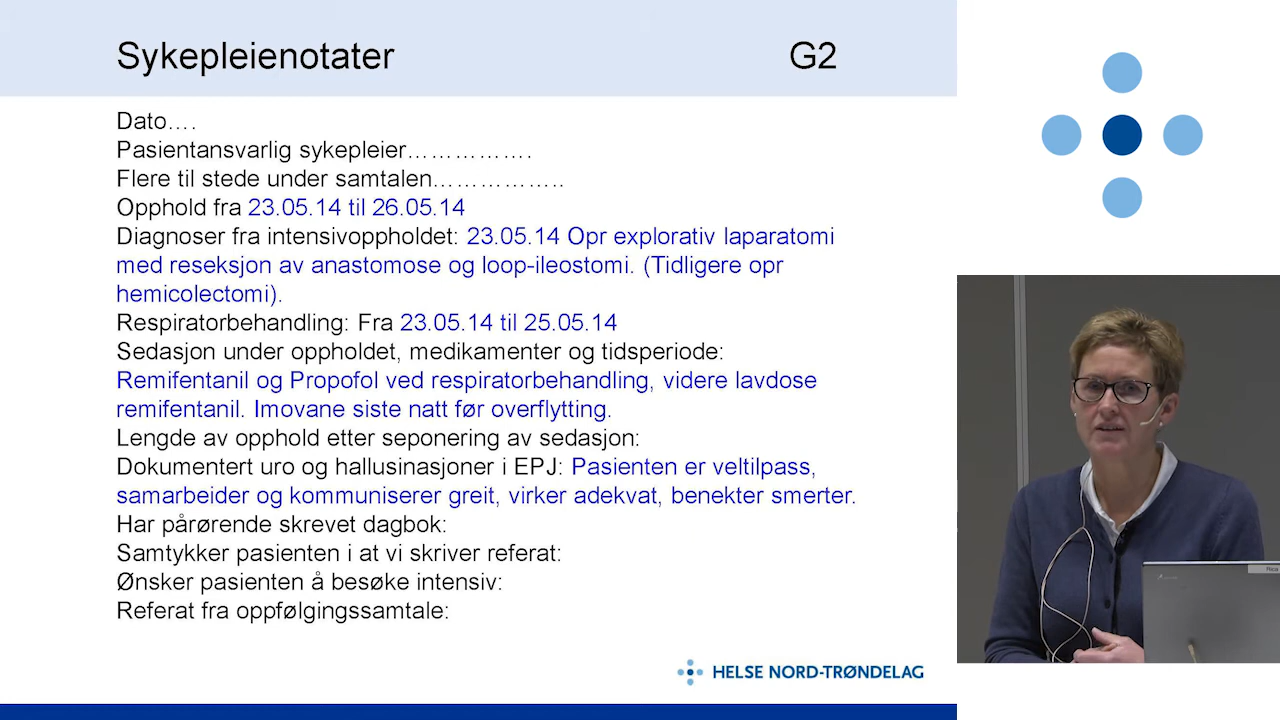 Sykepleienotater G2
Dato….
Pasientansvarlig sykepleier…………….
Flere til stede under samtalen……………..
Opphold fra 23.05.14 til 26.05.14
Diagnoser fra intensivoppholdet: 23.05.14 Opr explorativ laparatomi
med reseksjon av anastomose og loop-ileostomi. (Tidligere opr
hemicolectomi).
Respiratorbehandling: Fra 23.05.14 til 25.05.14
Sedasjon under oppholdet, medikamenter og tidsperiode:
Remifentanil og Propofol ved respiratorbehandling, videre lavdose
remifentanil. Imovane siste natt før overflytting.
Lengde av opphold etter seponering av sedasjon:
Dokumentert uro og hallusinasjoner i EPJ: Pasienten er veltilpass,
samarbeider og kommuniserer greit, virker adekvat, benekter smerter.
Har pårørende skrevet dagbok:
Samtykker pasienten i at vi skriver referat:
Ønsker pasienten å besøke intensiv:
Referat fra oppfølgingssamtale:
HELSE NORD-TRØNDELAG